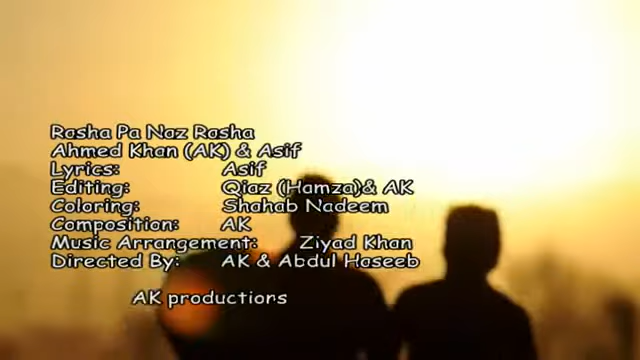 Rasha Pa Naz Rasha
Ahmed Khan (AK) & Asif
Lyrics: Asif
Editing: Qiaz (Hamza)& AK
Coloring: Shahab Nadeem
Composition: AK
Music Arrangement: Ziyad Khan
Directed By: AK & Abdul Haseeb
AK productions